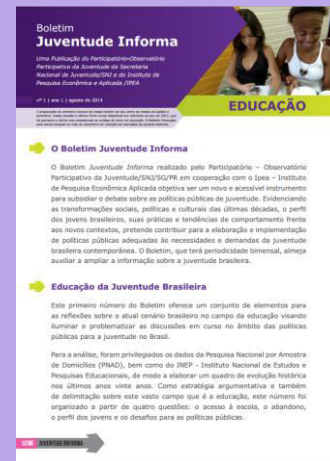 Boletim
Juventude Informa
Uma Publicação do Participatório-Observatório
Participativo da Juventude da Secretaria
Nacional de Juventude/SNJ e do Instituto de
Pesquisa Econômica Aplicada /IPEA
nº 1 | ano 1 | agosto de 2014
EDUCAÇÃO
O Boletim Juventude Informa
O Boletim Juventude Informa realizado pelo Participatório – Observatório
Participativo da Juventude/SNJ/SG/PR em cooperação com o Ipea – Instituto
de Pesquisa Econômica Aplicada objetiva ser um novo e acessível instrumento
para subsidiar o debate sobre as políticas públicas de juventude. Evidenciando
as transformações sociais, políticas e culturais das últimas décadas, o perfil
dos jovens brasileiros, suas práticas e tendências de comportamento frente
aos novos contextos, pretende contribuir para a elaboração e implementação
de políticas públicas adequadas às necessidades e demandas da juventude
brasileira contemporânea. O Boletim, que terá periodicidade bimensal, almeja
auxiliar a ampliar a informação sobre a juventude brasileira.
Educação da Juventude Brasileira
Este primeiro número do Boletim oferece um conjunto de elementos para
as reflexões sobre o atual cenário brasileiro no campo da educação visando
iluminar e problematizar as discussões em curso no âmbito das políticas
públicas para a juventude no Brasil.
Para a análise, foram privilegiados os dados da Pesquisa Nacional por Amostra
de Domicílios (PNAD), bem como do INEP - Instituto Nacional de Estudos e
Pesquisas Educacionais, de modo a elaborar um quadro de evolução histórica
nos últimos anos vinte anos. Como estratégia argumentativa e também
de delimitação sobre este vasto campo que é a educação, este número foi
organizado a partir de quatro questões: o acesso à escola, o abandono,
o perfil dos jovens e os desafios para as políticas públicas.
SÉRIE JUVENTUDE INFORMA